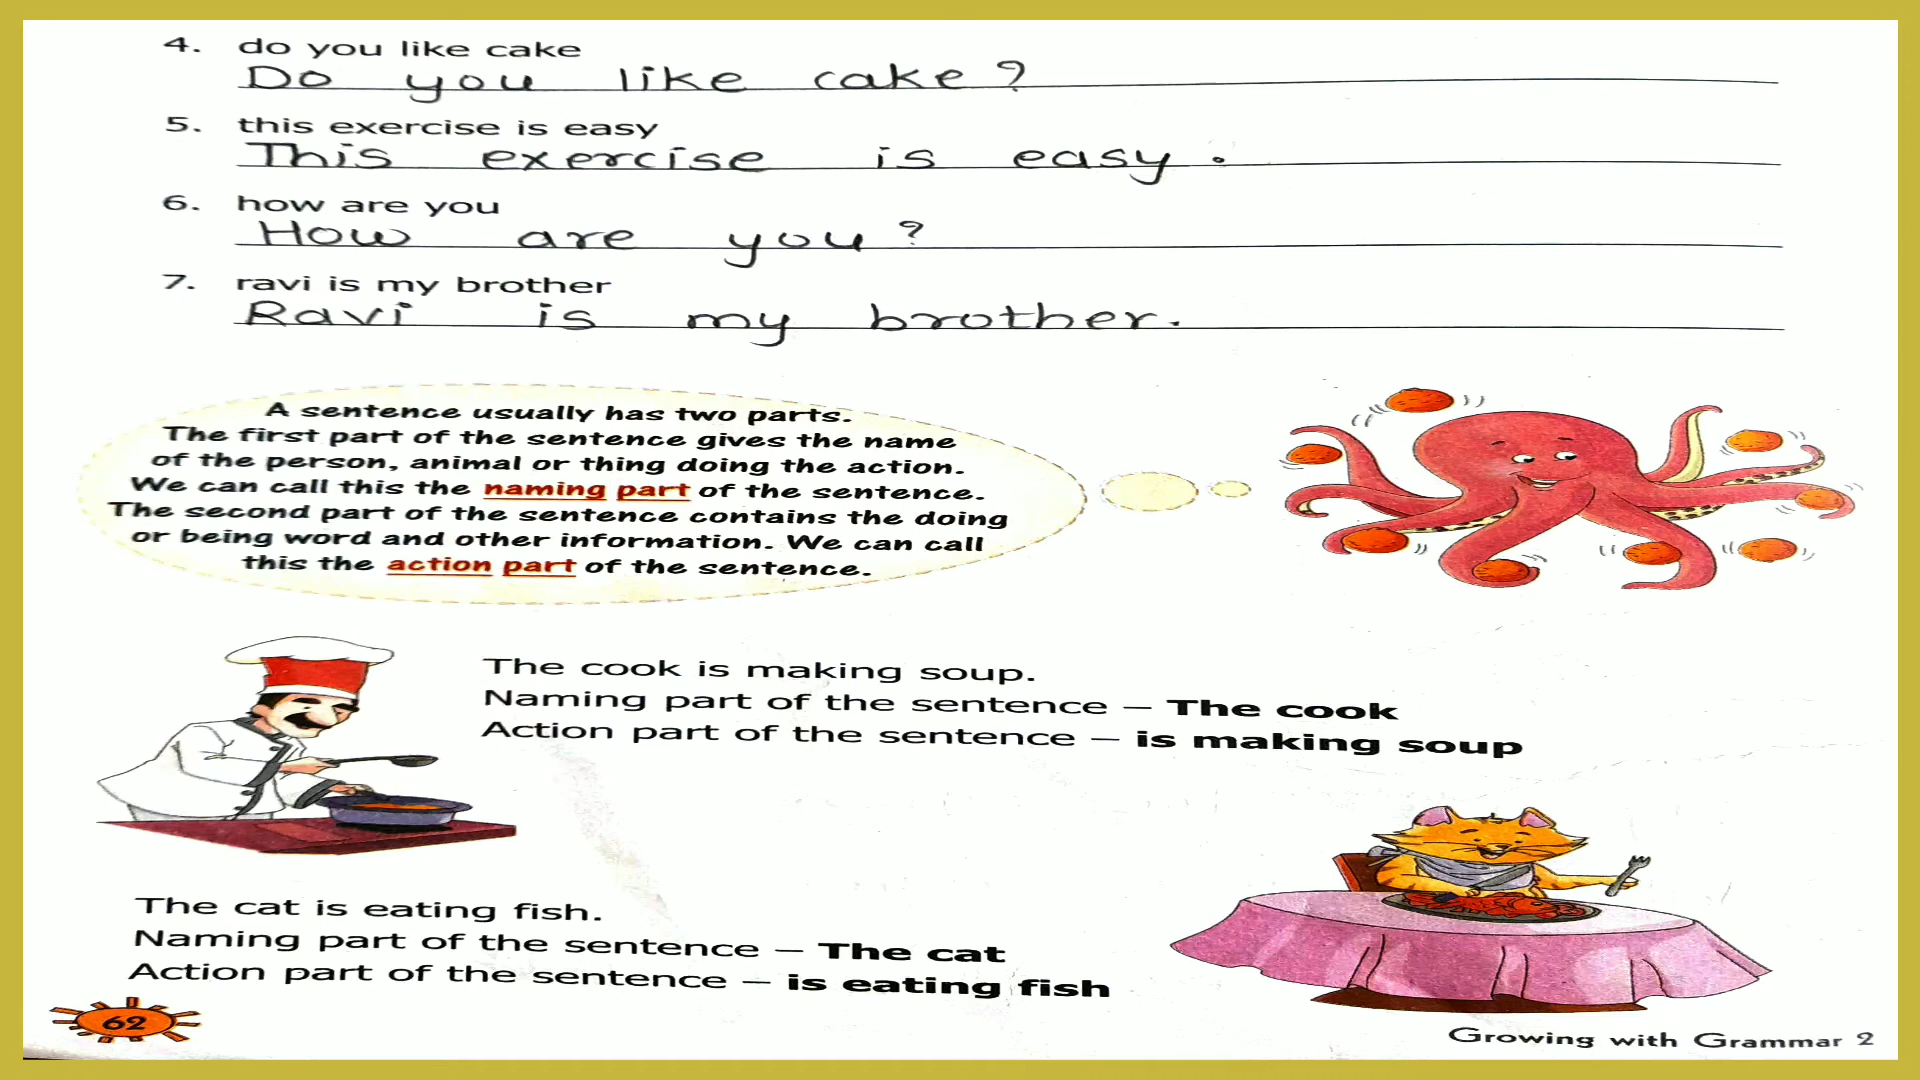 4. do you like cake
Do you like cake?
5. this exercise is easy
This exercise is easy.
6. how are you
How are you?
7. ravi is my brother
Ravi is my brother.
A sentence usually has two parts.
The first part of the sentence gives the name
of the person, animal or thing doing the action.
We can call this the naming part of the sentence.
The second part of the sentence contains the doing
or being word and other information. We can call
this the action part of the sentence.
The cook is making soup.
Naming part of the sentence – The cook
Action part of the sentence – is making soup
The cat is eating fish.
Naming part of the sentence – The cat
Action part of the sentence – is eating fish
62
Growing with Grammar 2